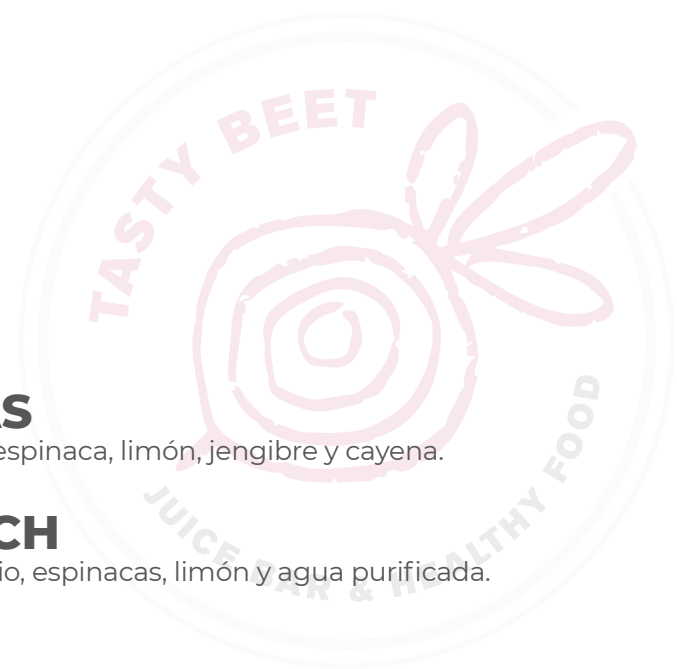 TASTY BEET
AS
espinaca, limón, jengibre y cayena.
CH
io, espinacas, limón y agua purificada.
JUICE BAR & HEALTHY FOOD